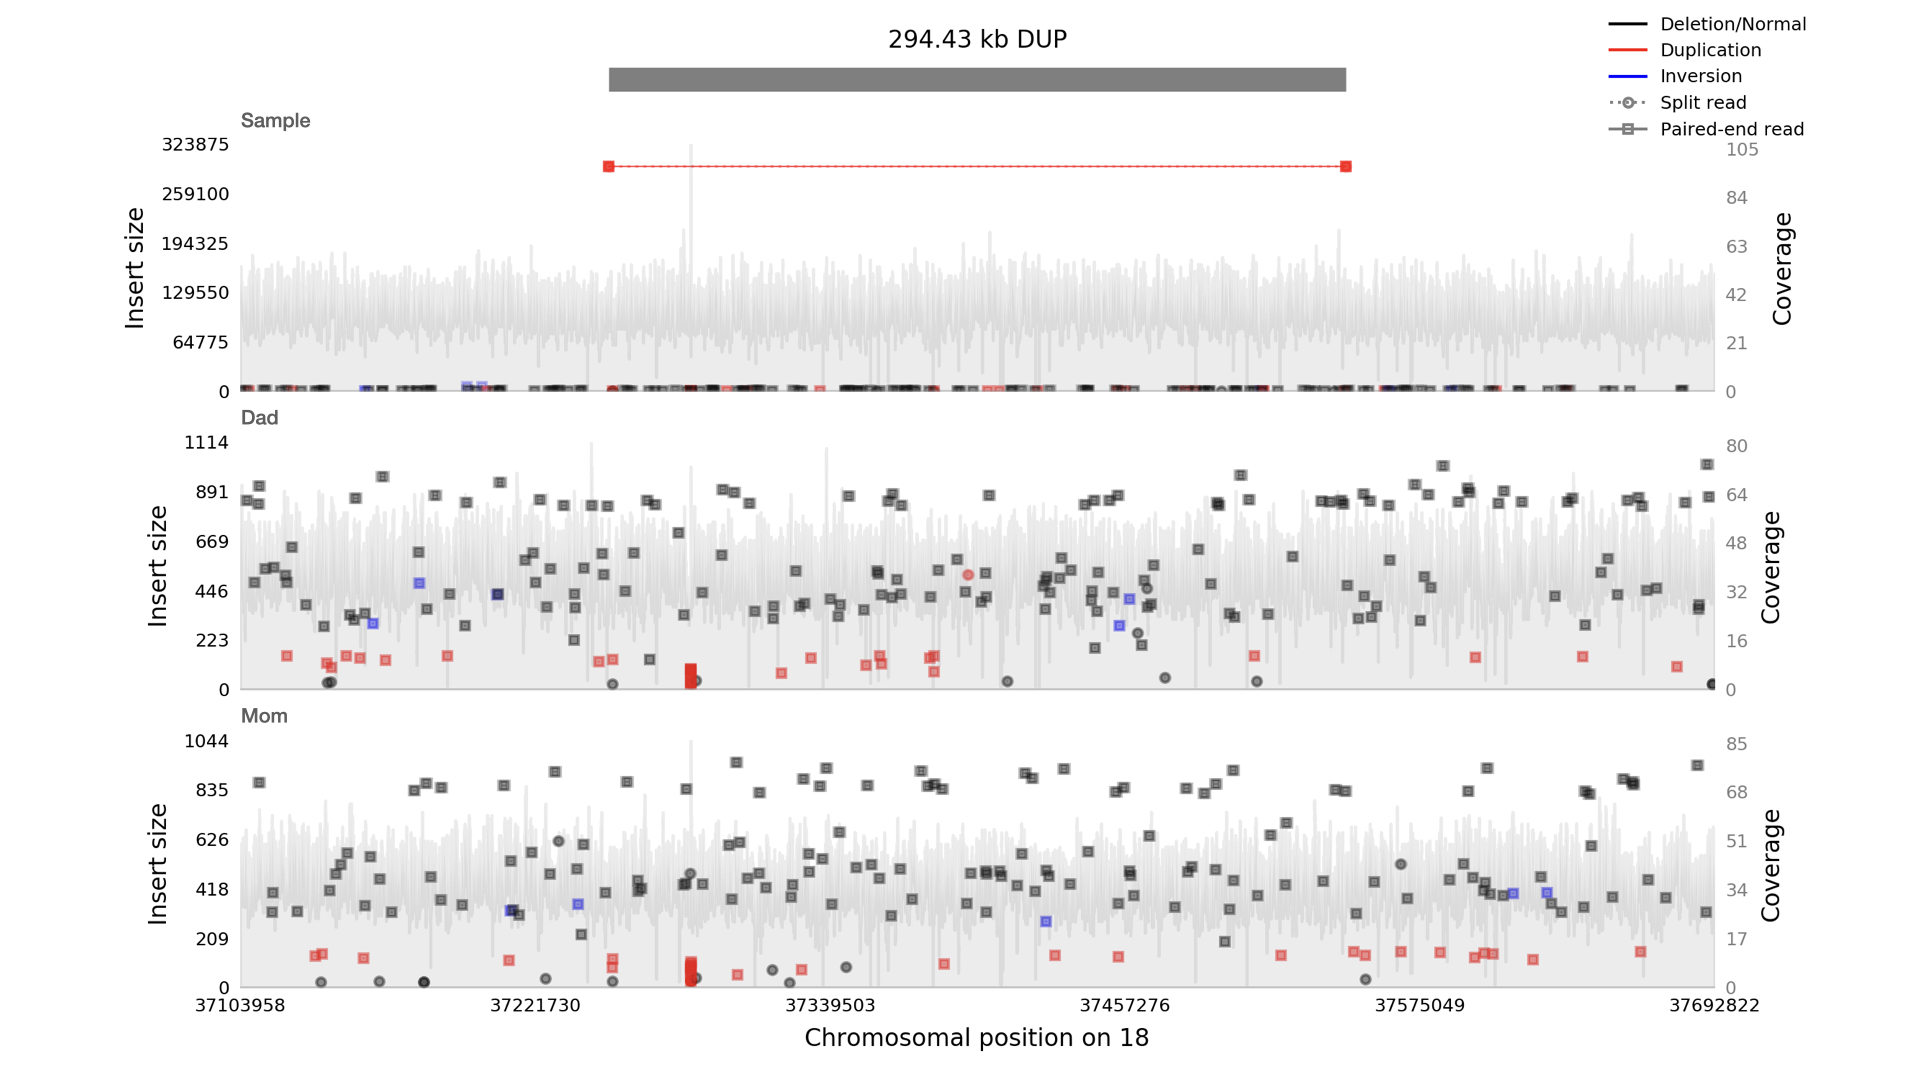 294.43 kb DUP
Deletion/Normal
Duplication
Inversion
Split read
Paired-end read
Sample
323875
259100
194325
129550
64775
0
Insert size
105
84
63
42
21
0
Coverage
Dad
1114
891
669
446
223
0
Insert size
80
64
48
32
16
0
Coverage
Mom
1044
835
626
418
209
0
Insert size
85
68
51
34
17
0
Coverage
37103958 37221730 37339503 37457276 37575049 37692822
Chromosomal position on 18